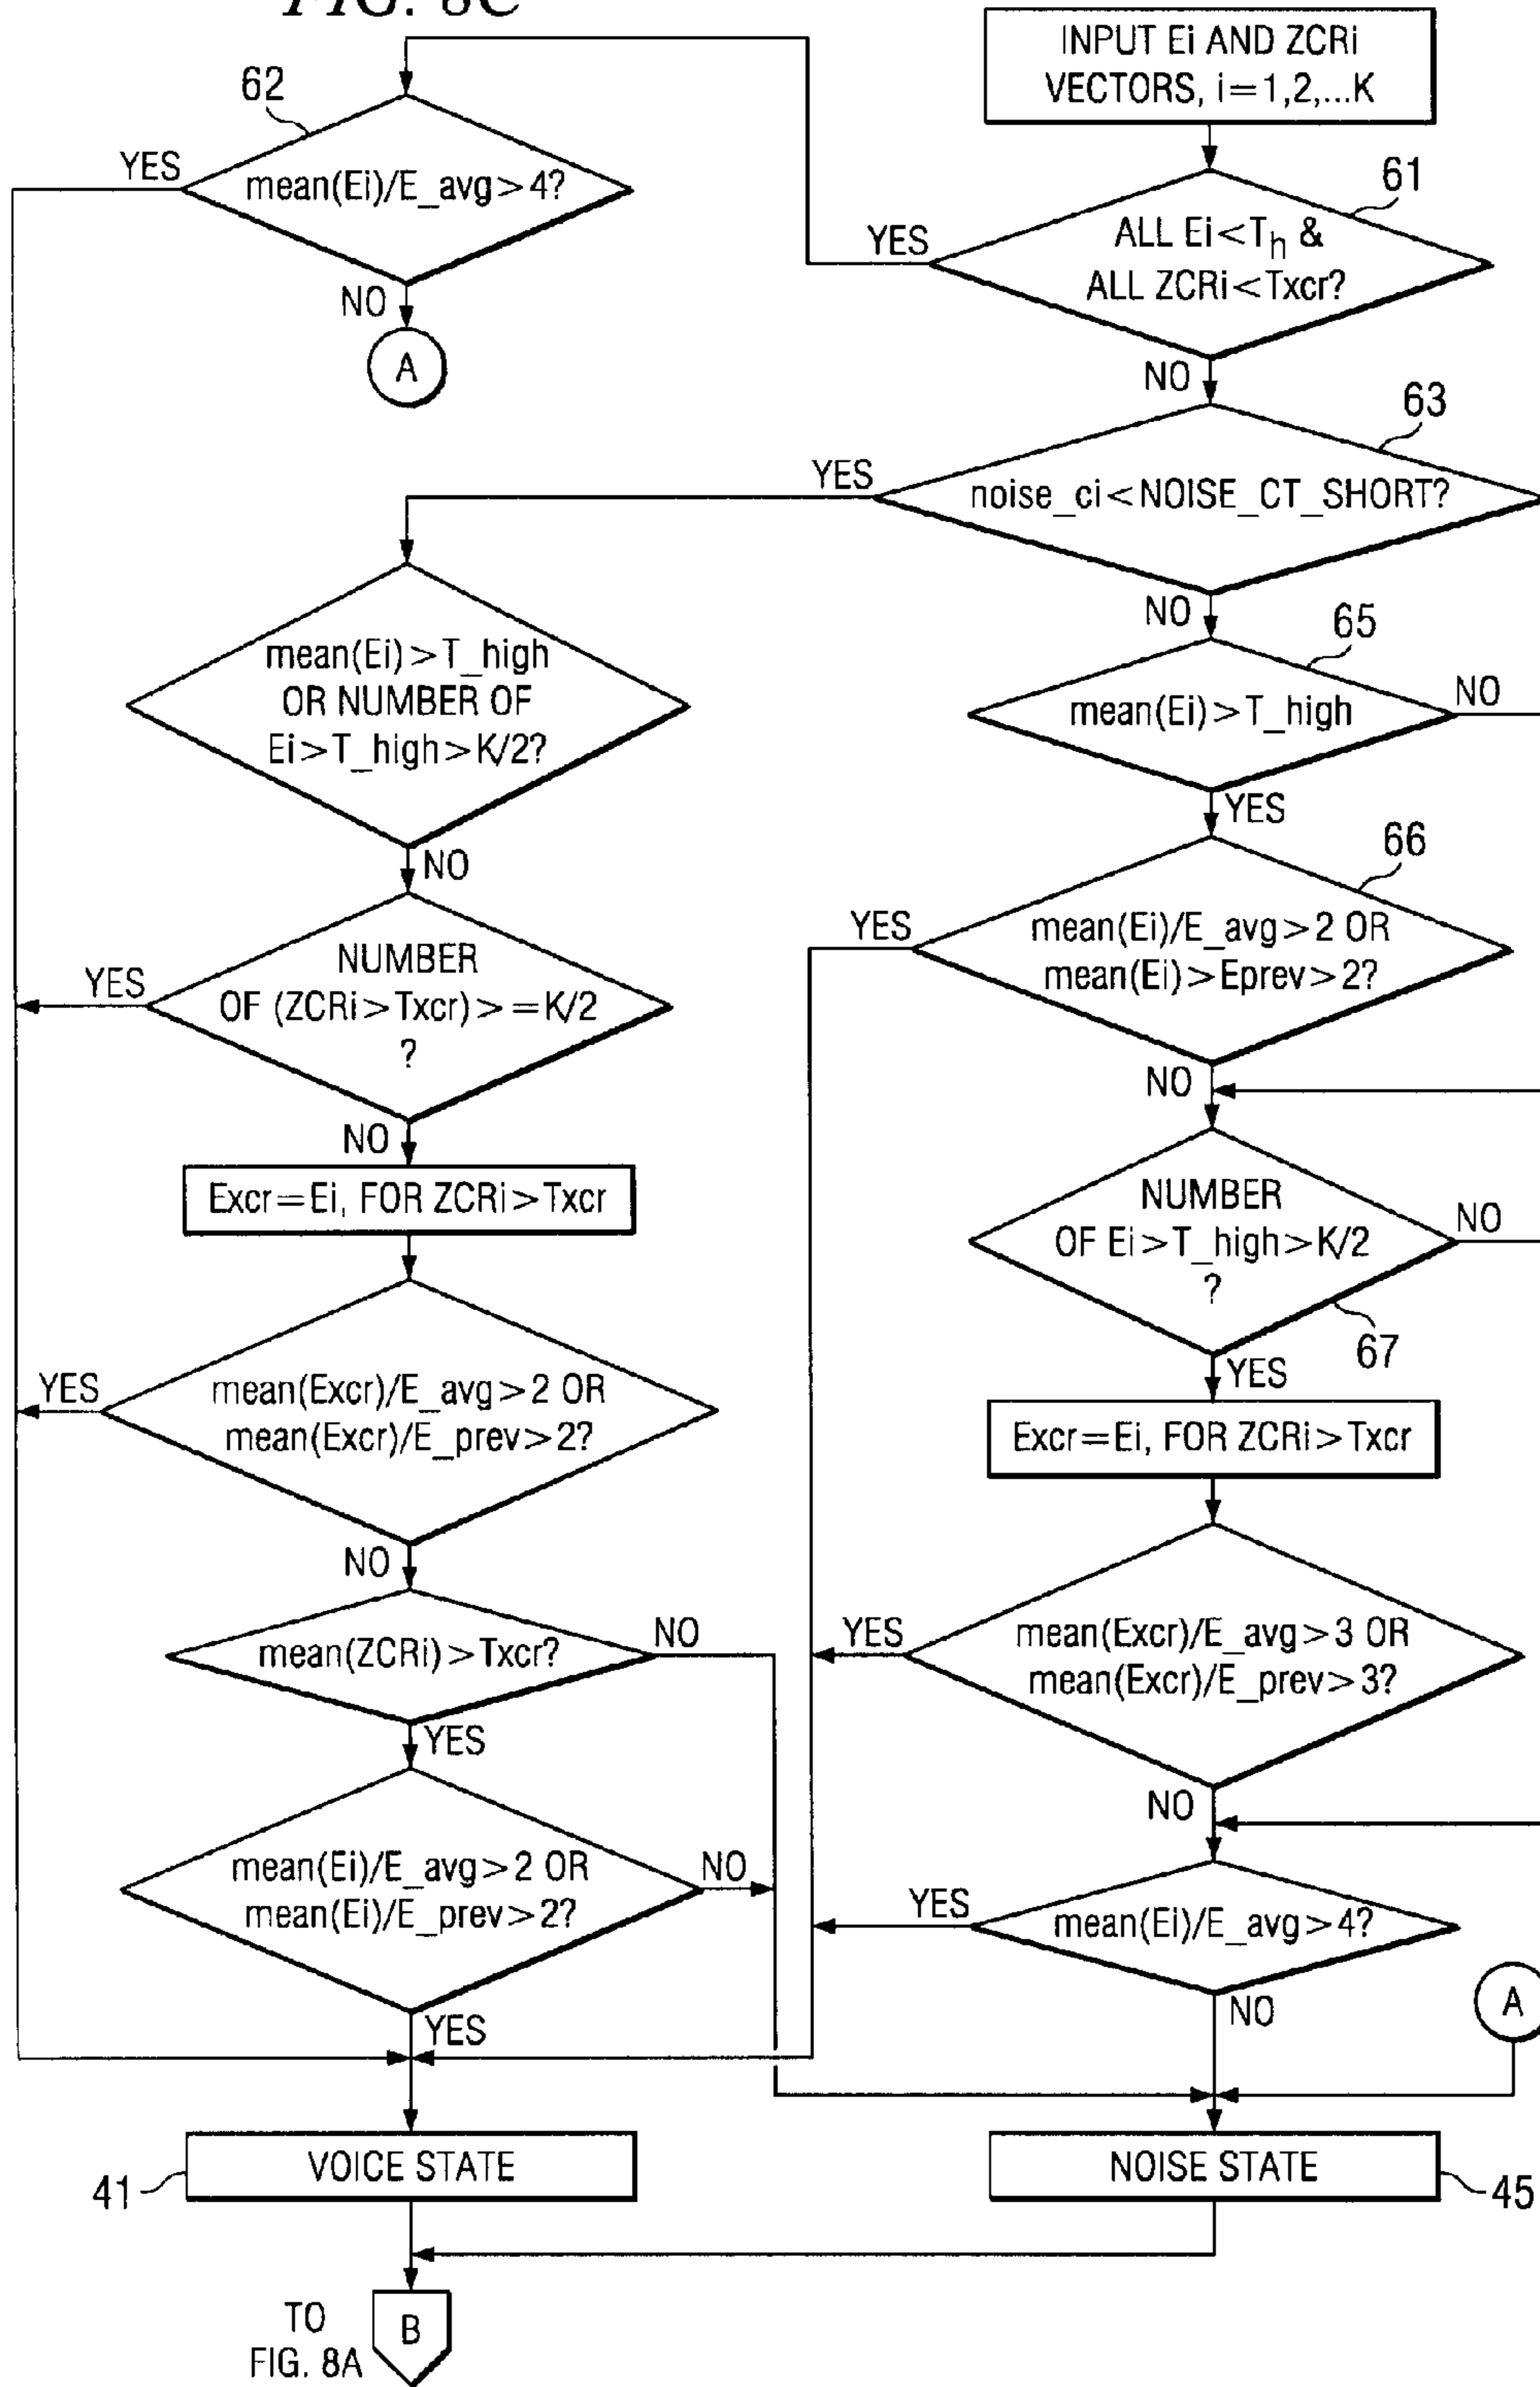 FIG. 8C
INPUT Ei AND ZCRi
VECTORS, i=1,2,...K
61
ALL Ei<Th &
ALL ZCRi<Txcr?
YES
NO
62
mean(Ei)/E_avg>4?
YES
NO
A
63
noise_ci<NOISE_CT_SHORT?
YES
NO
mean(Ei)>T_high
OR NUMBER OF
Ei>T_high>K/2?
NO
65
mean(Ei)>T_high
NO
YES
66
mean(Ei)/E_avg>2 OR
mean(Ei)>Eprev>2?
YES
NO
NUMBER
OF (ZCRi>Txcr)>=K/2
?
YES
NO
NUMBER
OF Ei>T_high>K/2
?
NO
67
YES
Excr=Ei, FOR ZCRi>Txcr
mean(Excr)/E_avg>2 OR
mean(Excr)/E_prev>2?
YES
NO
Excr=Ei, FOR ZCRi>Txcr
mean(Excr)/E_avg>3 OR
mean(Excr)/E_prev>3?
YES
NO
mean(ZCRi)>Txcr?
NO
YES
mean(Ei)/E_avg>2 OR
mean(Ei)/E_prev>2?
NO
YES
mean(Ei)/E_avg>4?
YES
NO
A
VOICE STATE
41
NOISE STATE
45
B
TO
FIG. 8A